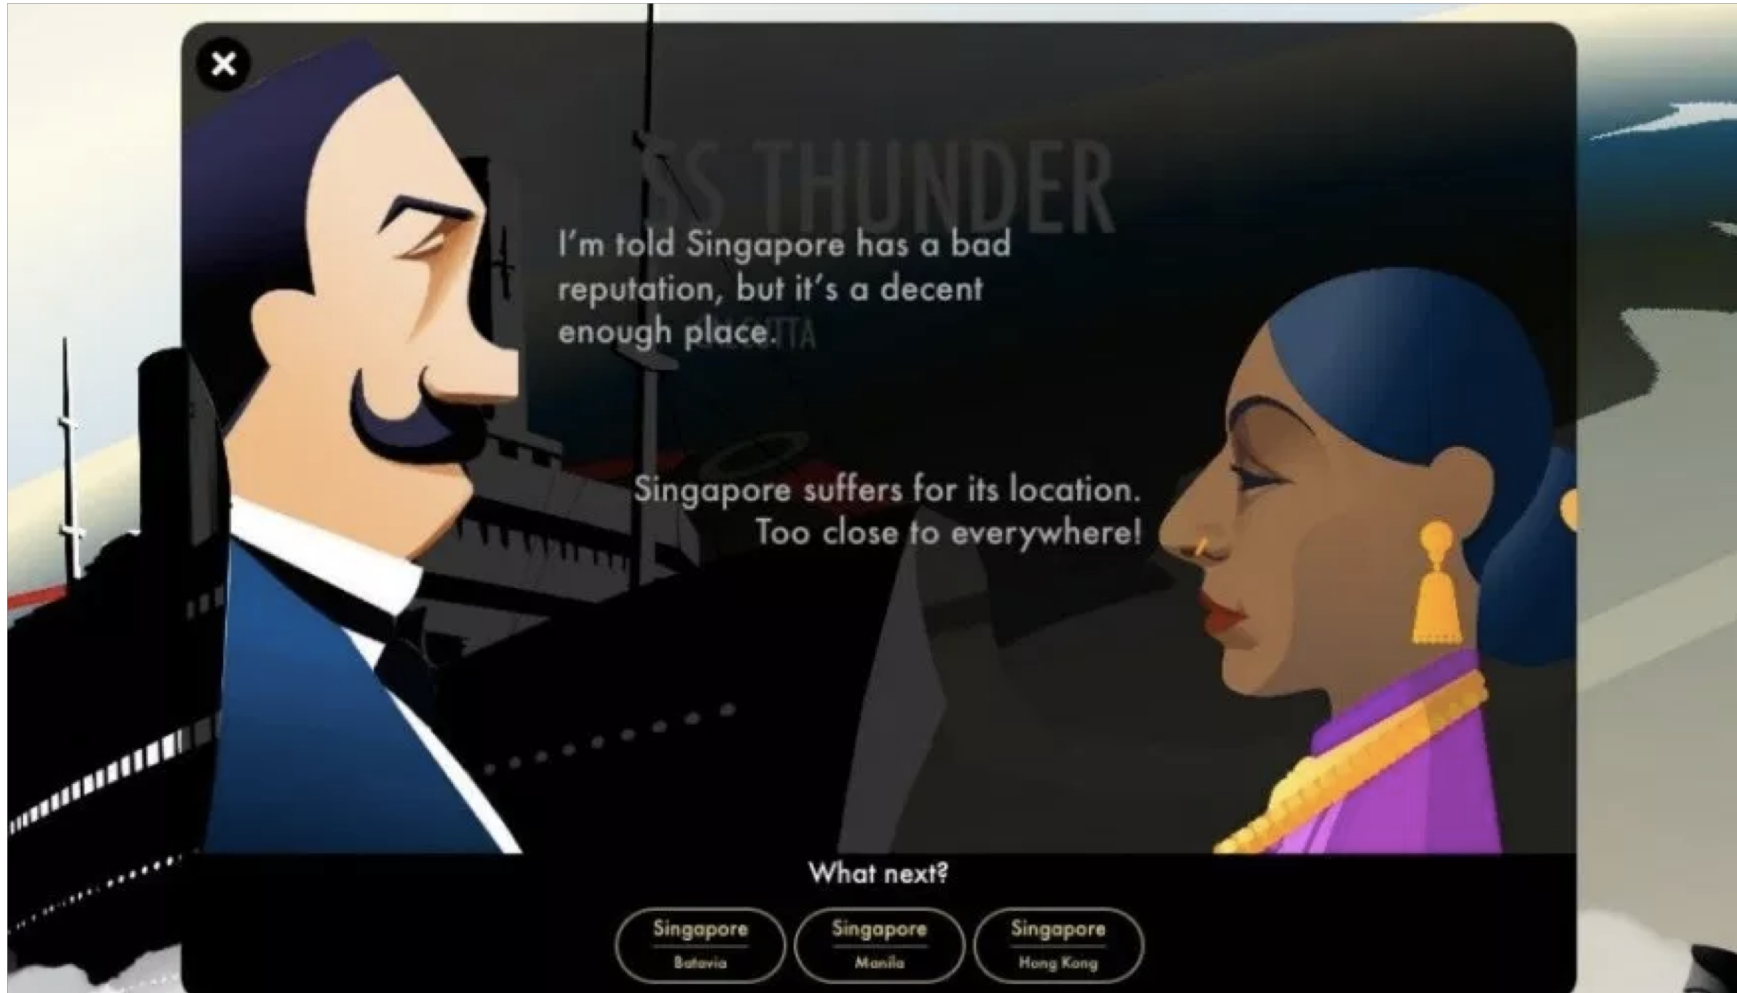 SS THUNDER
I'm told Singapore has a bad
reputation, but it's a decent
enough place.
Singapore suffers for its location.
Too close to everywhere!
What next?
Singapore
Batavia
Singapore
Manila
Singapore
Hong Kong